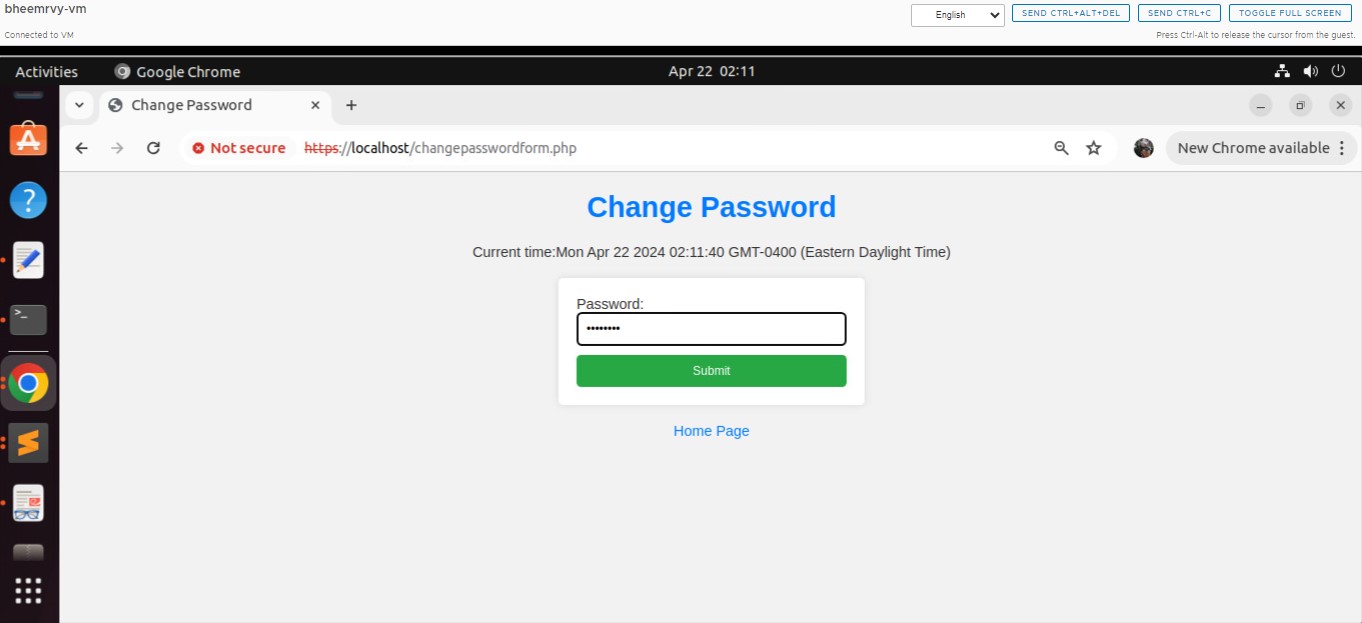 bheemrvy-vm
English
SEND CTRL+ALT+DEL
SEND CTRL+C
TOGGLE FULL SCREEN
Connected to VM
Press Ctrl-Alt to release the cursor from the guest.
Activities
Google Chrome
Apr 22 02:11
Change Password
Not secure
https://localhost/changepasswordform.php
New Chrome available
Change Password
Current time:Mon Apr 22 2024 02:11:40 GMT-0400 (Eastern Daylight Time)
Password:
••••••••
Submit
Home Page